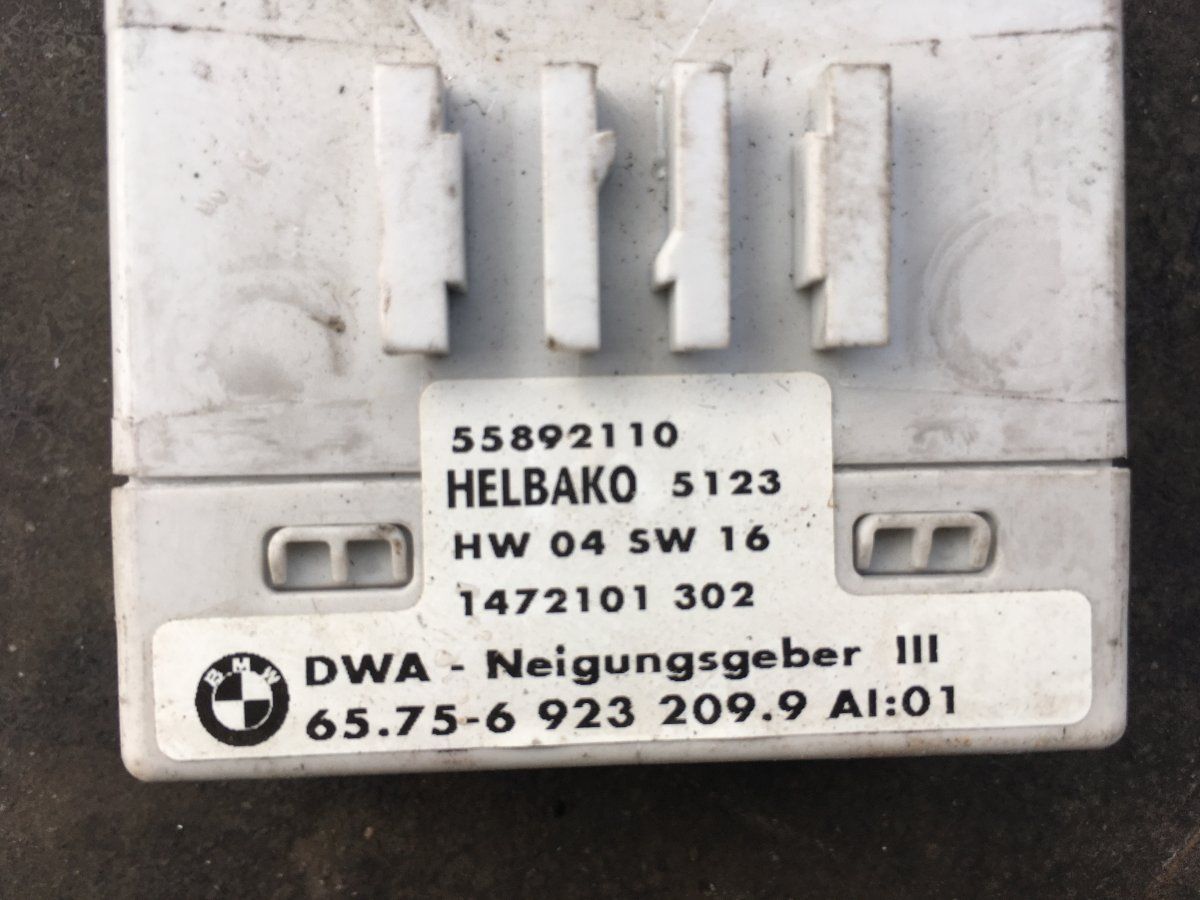 55892110
HELBAKO 5123
HW 04 SW 16
1472101 302
BMW
DWA - Neigungsgeber III
65.75-6 923 209.9 AI:01